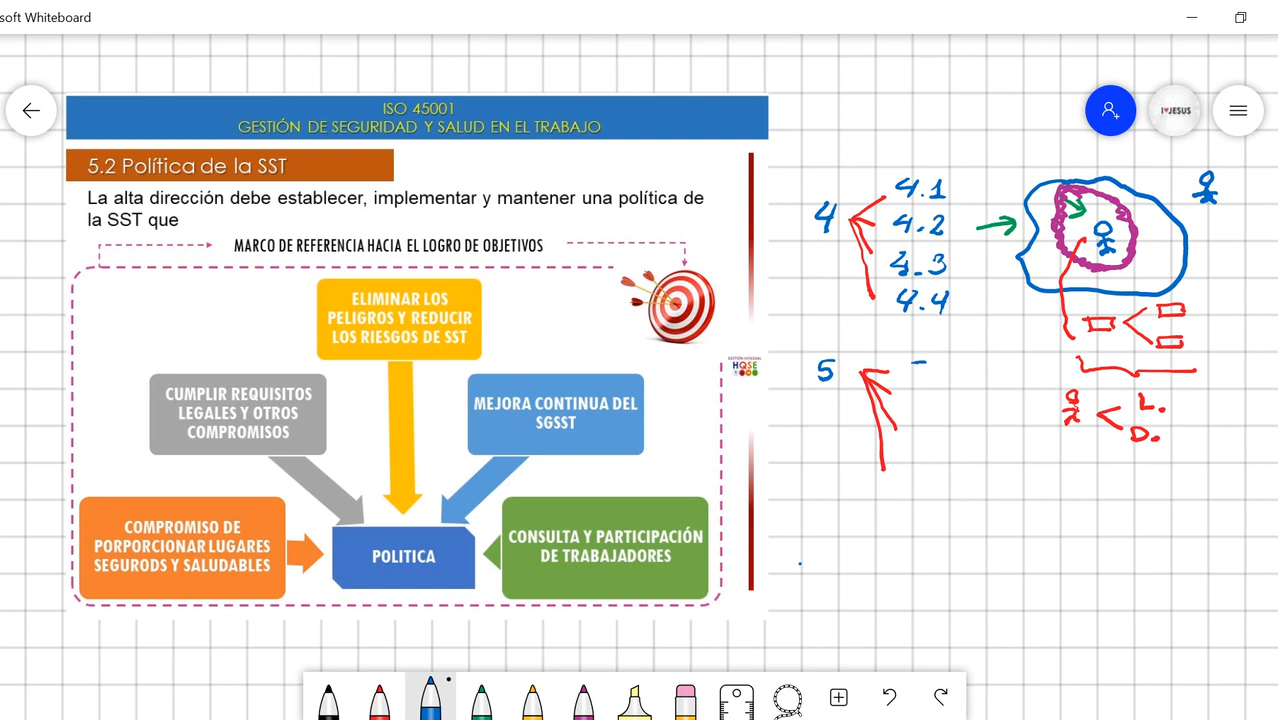 soft Whiteboard
I♥JESUS
ISO 45001
GESTIÓN DE SEGURIDAD Y SALUD EN EL TRABAJO
5.2 Política de la SST
La alta dirección debe establecer, implementar y mantener una política de
la SST que
MARCO DE REFERENCIA HACIA EL LOGRO DE OBJETIVOS
ELIMINAR LOS
PELIGROS Y REDUCIR
LOS RIESGOS DE SST
CUMPLIR REQUISITOS
LEGALES Y OTROS
COMPROMISOS
MEJORA CONTINUA DEL
SGSST
COMPROMISO DE
PORPORCIONAR LUGARES
SEGURODS Y SALUDABLES
POLITICA
CONSULTA Y PARTICIPACIÓN
DE TRABAJADORES
GESTIÓN INTEGRAL
HQSE
4
4.1
4.2
4.3
4.4
5
L.
D.